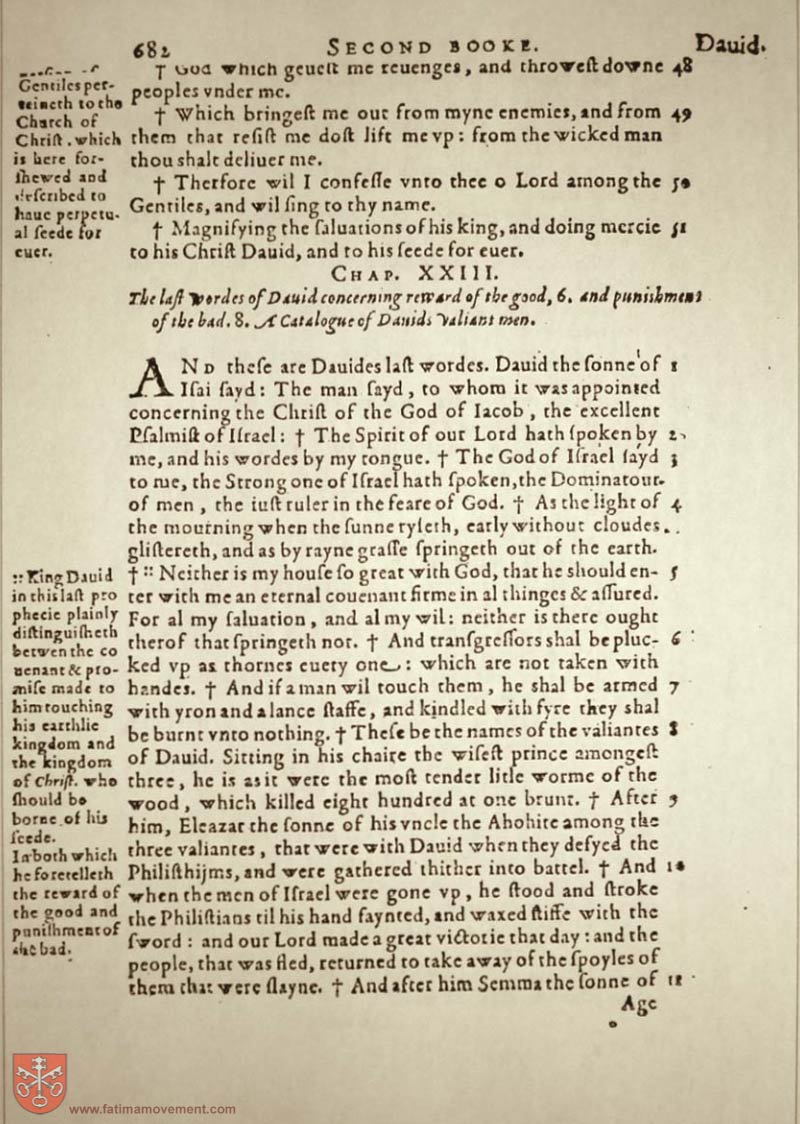 682 SECOND BOOKE. Dauid.
† God which geuest me reuenges, and throwest downe 48
peoples vnder me.
† Which bringest me out from myne enemies, and from 49
them that resist me dost lift me vp: from the wicked man
thou shalt deliuer me.
† Therfore wil I confesse vnto thee o Lord among the 50
Gentiles, and wil sing to thy name.
† Magnifying the saluations of his king, and doing mercie 51
to his Christ Dauid, and to his seede for euer.
Gentiles per-
teineth to the
Church of
Christ. which
is here for-
shewed and
described to
haue perpetu-
al seede for
euer.
CHAP. XXIII.
The last wordes of Dauid concerning reward of the good, 6. and punishment
of the bad. 8. A Catalogue of Dauids valiant men.
AND these are Dauides last wordes. Dauid the sonne of 1
Isai sayd: The man sayd, to whom it was appointed
concerning the Christ of the God of Iacob, the excellent
Psalmist of Israel: † The Spirit of our Lord hath spoken by 2
me, and his wordes by my tongue. † The God of Israel sayd 3
to me, the Strong one of Israel hath spoken, the Dominatour
of men, the iust ruler in the feare of God. † As the light of 4
the mourning when the sunne ryseth, early without cloudes
glistereth, and as by rayne grasse springeth out of the earth.
† :: Neither is my house so great with God, that he should en- 5
ter with me an eternal couenant firme in al thinges & assured.
For al my saluation, and al my wil: neither is there ought
therof that springeth not. † And transgressors shal be pluc- 6
ked vp as thornes euery one: which are not taken with
handes. † And if a man wil touch them, he shal be armed 7
with yron and a lance staffe, and kindled with fyre they shal
be burnt vnto nothing. † These be the names of the valiantes 8
of Dauid. Sitting in his chaire the wisest prince amongest
three, he is as it were the most tender litle worme of the
wood, which killed eight hundred at one brunt. † After 9
him, Eleazar the sonne of his vncle the Ahohite among the
three valiantes, that were with Dauid when they defyed the
Philisthijms, and were gathered thither into battel. † And 10
when the men of Israel were gone vp, he stood and stroke
the Philistians til his hand faynted, and waxed stiffe with the
sword: and our Lord made a great victorie that day: and the
people, that was fled, returned to take away of the spoyles of
them that were slayne. † And after him Semma the sonne of 11
Age
:: King Dauid
in this last pro
phecie plainly
distinguisheth
betwen the co
uenant & pro-
mise made to
him touching
his earthlie
kingdom and
the kingdom
of Christ. who
should be
borne of his
seede.
In both which
he foretelleth
the reward of
the good and
punishment of
the bad.
www.fatimamovement.com